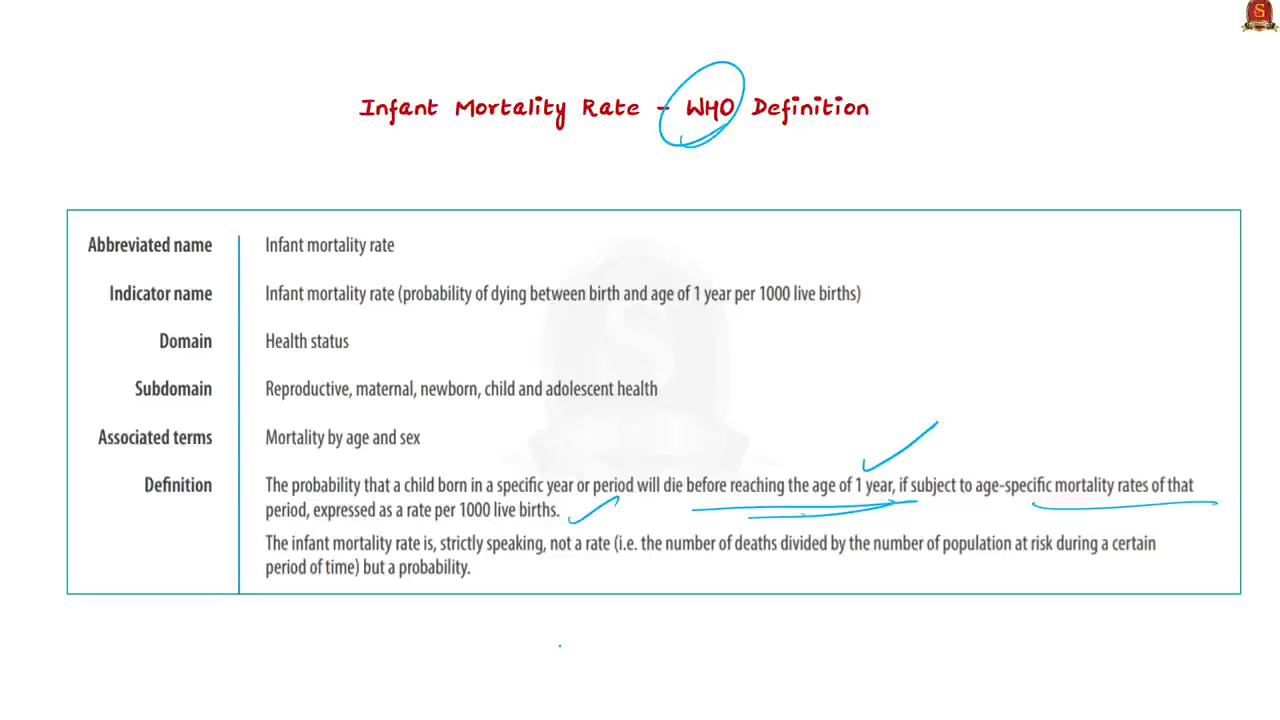 S
Infant Mortality Rate - WHO Definition
Abbreviated name Infant mortality rate
Indicator name Infant mortality rate (probability of dying between birth and age of 1 year per 1000 live births)
Domain Health status
Subdomain Reproductive, maternal, newborn, child and adolescent health
Associated terms Mortality by age and sex
Definition The probability that a child born in a specific year or period will die before reaching the age of 1 year, if subject to age-specific mortality rates of that
period, expressed as a rate per 1000 live births.
The infant mortality rate is, strictly speaking, not a rate (i.e. the number of deaths divided by the number of population at risk during a certain
period of time) but a probability.